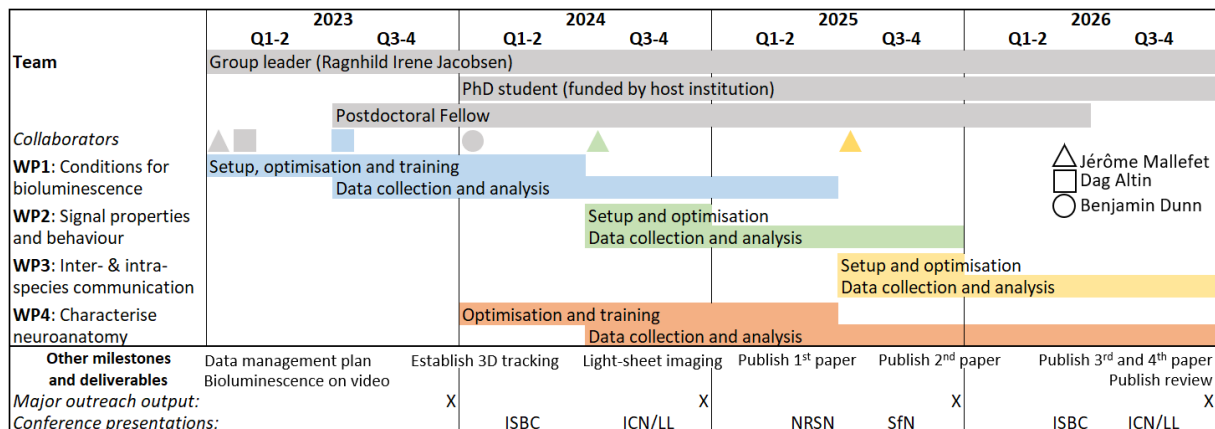 2023 2024 2025 2026
Q1-2 Q3-4 Q1-2 Q3-4 Q1-2 Q3-4 Q1-2 Q3-4
Team
Group leader (Ragnhild Irene Jacobsen)
PhD student (funded by host institution)
Postdoctoral Fellow
Collaborators
Jérôme Mallefet
Dag Altin
Benjamin Dunn
WP1: Conditions for
bioluminescence
Setup, optimisation and training
Data collection and analysis
WP2: Signal properties
and behaviour
Setup and optimisation
Data collection and analysis
WP3: Inter- & intra-
species communication
Setup and optimisation
Data collection and analysis
WP4: Characterise
neuroanatomy
Optimisation and training
Data collection and analysis
Other milestones
and deliverables
Data management plan
Bioluminescence on video
Establish 3D tracking
Light-sheet imaging
Publish 1st paper
Publish 2nd paper
Publish 3rd and 4th paper
Publish review
Major outreach output: X X X X
Conference presentations: ISBC ICN/LL NRSN SfN ISBC ICN/LL